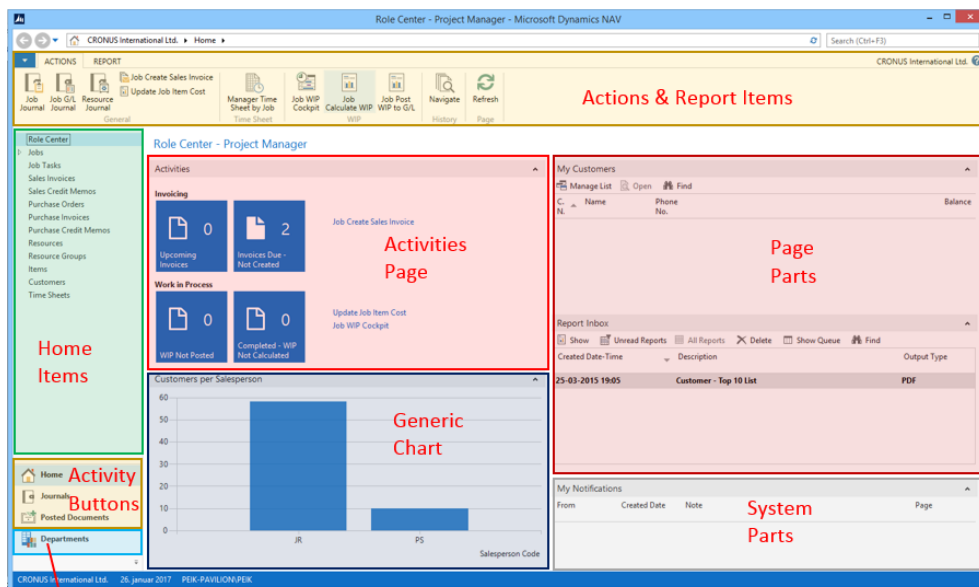 Role Center - Project Manager - Microsoft Dynamics NAV
CRONUS International Ltd. Home
Search (Ctrl+F3)
ACTIONS REPORT
CRONUS International Ltd.
Job Journal
Job G/L Journal
Resource Journal
Job Create Sales Invoice
Update Job Item Cost
General
Manager Time Sheet by Job
Time Sheet
Job WIP Cockpit
Job Calculate WIP
Job Post WIP to G/L
WIP
Navigate
History
Refresh
Page
Actions & Report Items
Role Center
Jobs
Job Tasks
Sales Invoices
Sales Credit Memos
Purchase Orders
Purchase Invoices
Purchase Credit Memos
Resources
Resource Groups
Items
Customers
Time Sheets
Home
Items
Home
Journals
Posted Documents
Activity
Buttons
Departments
Role Center - Project Manager
Activities
Invoicing
0
Upcoming
Invoices
2
Invoices Due -
Not Created
Job Create Sales Invoice
Work in Process
0
WIP Not Posted
0
Completed - WIP
Not Calculated
Update Job Item Cost
Job WIP Cockpit
Activities
Page
Customers per Salesperson
60
50
40
30
20
10
0
JR PS
Salesperson Code
Generic
Chart
My Customers
Manage List Open Find
C. N. Name Phone No. Balance
Page
Parts
Report Inbox
Show Unread Reports All Reports Delete Show Queue Find
Created Date-Time Description Output Type
25-03-2015 19:05 Customer - Top 10 List PDF
My Notifications
From Created Date Note Page
System
Parts
CRONUS International Ltd. 26. januar 2017 PEIK-PAVILION\PEIK